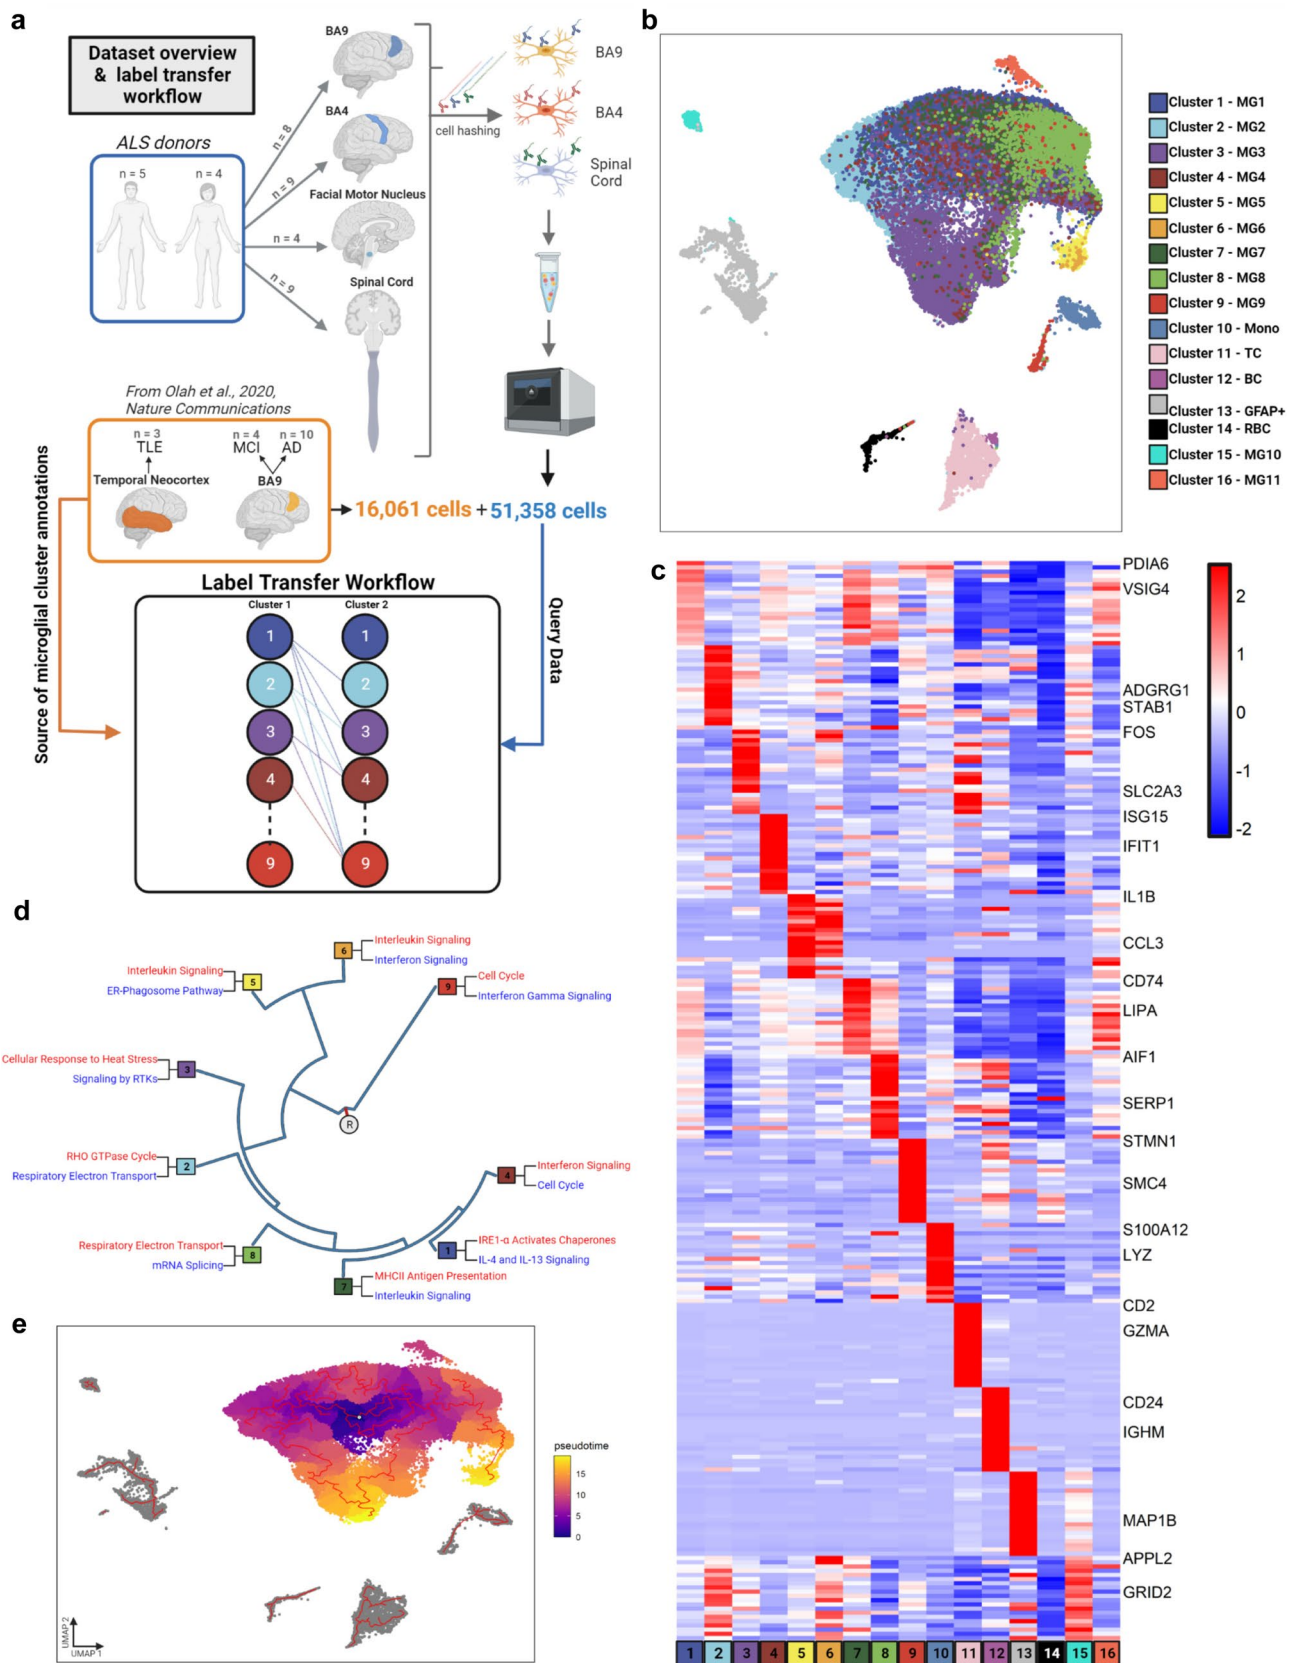 a
Dataset overview
& label transfer
workflow
ALS donors
n = 5
n = 4
n = 8
n = 9
n = 4
n = 9
BA9
BA4
Facial Motor Nucleus
Spinal Cord
cell hashing
BA9
BA4
Spinal
Cord
From Olah et al., 2020,
Nature Communications
n = 3
TLE
n = 4
MCI
n = 10
AD
Temporal Neocortex
BA9
16,061 cells + 51,358 cells
Source of microglial cluster annotations
Query Data
Label Transfer Workflow
Cluster 1
Cluster 2
1
1
2
2
3
3
4
4
9
9
b
Cluster 1 - MG1
Cluster 2 - MG2
Cluster 3 - MG3
Cluster 4 - MG4
Cluster 5 - MG5
Cluster 6 - MG6
Cluster 7 - MG7
Cluster 8 - MG8
Cluster 9 - MG9
Cluster 10 - Mono
Cluster 11 - TC
Cluster 12 - BC
Cluster 13 - GFAP+
Cluster 14 - RBC
Cluster 15 - MG10
Cluster 16 - MG11
c
PDIA6
VSIG4
ADGRG1
STAB1
FOS
SLC2A3
ISG15
IFIT1
IL1B
CCL3
CD74
LIPA
AIF1
SERP1
STMN1
SMC4
S100A12
LYZ
CD2
GZMA
CD24
IGHM
MAP1B
APPL2
GRID2
2
1
0
-1
-2
1 2 3 4 5 6 7 8 9 10 11 12 13 14 15 16
d
6
Interleukin Signaling
Interferon Signaling
5
Interleukin Signaling
ER-Phagosome Pathway
9
Cell Cycle
Interferon Gamma Signaling
3
Cellular Response to Heat Stress
Signaling by RTKs
R
2
RHO GTPase Cycle
Respiratory Electron Transport
4
Interferon Signaling
Cell Cycle
8
Respiratory Electron Transport
mRNA Splicing
1
IRE1-α Activates Chaperones
IL-4 and IL-13 Signaling
7
MHCII Antigen Presentation
Interleukin Signaling
e
pseudotime
15
10
5
0
UMAP 2
UMAP 1